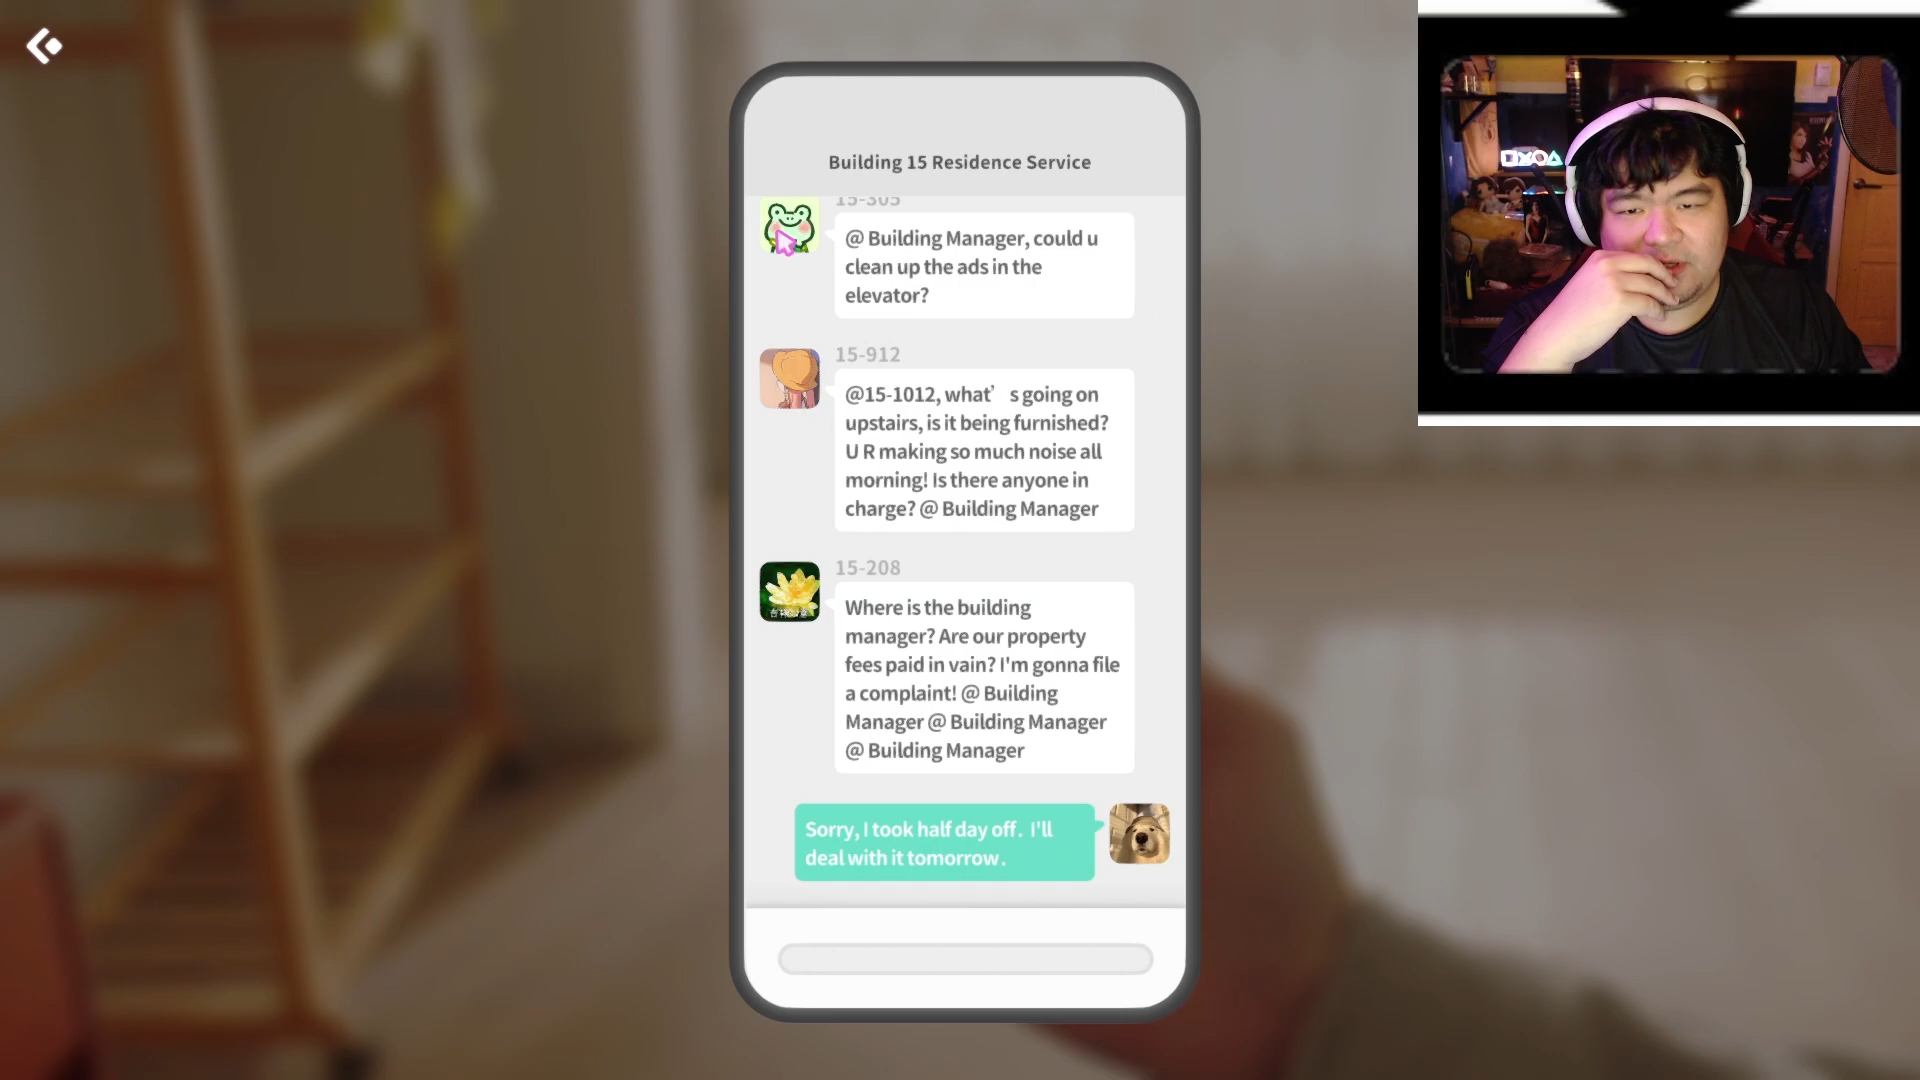 Building 15 Residence Service
15-305
@ Building Manager, could u
clean up the ads in the
elevator?
15-912
@15-1012, what’ s going on
upstairs, is it being furnished?
U R making so much noise all
morning! Is there anyone in
charge? @ Building Manager
15-208
Where is the building
manager? Are our property
fees paid in vain? I'm gonna file
a complaint! @ Building
Manager @ Building Manager
@ Building Manager
Sorry, I took half day off. I'll
deal with it tomorrow.